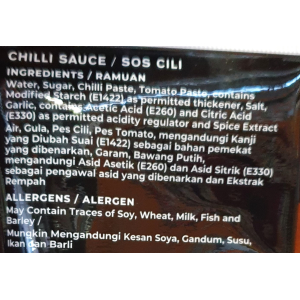 CHILLI SAUCE / SOS CILI
INGREDIENTS / RAMUAN
Water, Sugar, Chilli Paste, Tomato Paste, contains
Modified Starch (E1422) as permitted thickener, Salt,
Garlic, contains Acetic Acid (E260) and Citric Acid
(E330) as permitted acidity regulator and Spice Extract
Air, Gula, Pes Cili, Pes Tomato, mengandungi Kanji
yang Diubah Suai (E1422) sebagai bahan pemekat
yang dibenarkan, Garam, Bawang Putih,
mengandungi Asid Asetik (E260) dan Asid Sitrik (E330)
sebagai pengawal asid yang dibenarkan dan Ekstrak
Rempah
ALLERGENS / ALERGEN
May Contain Traces of Soy, Wheat, Milk, Fish and
Barley /
Mungkin Mengandungi Kesan Soya, Gandum, Susu,
Ikan dan Barli